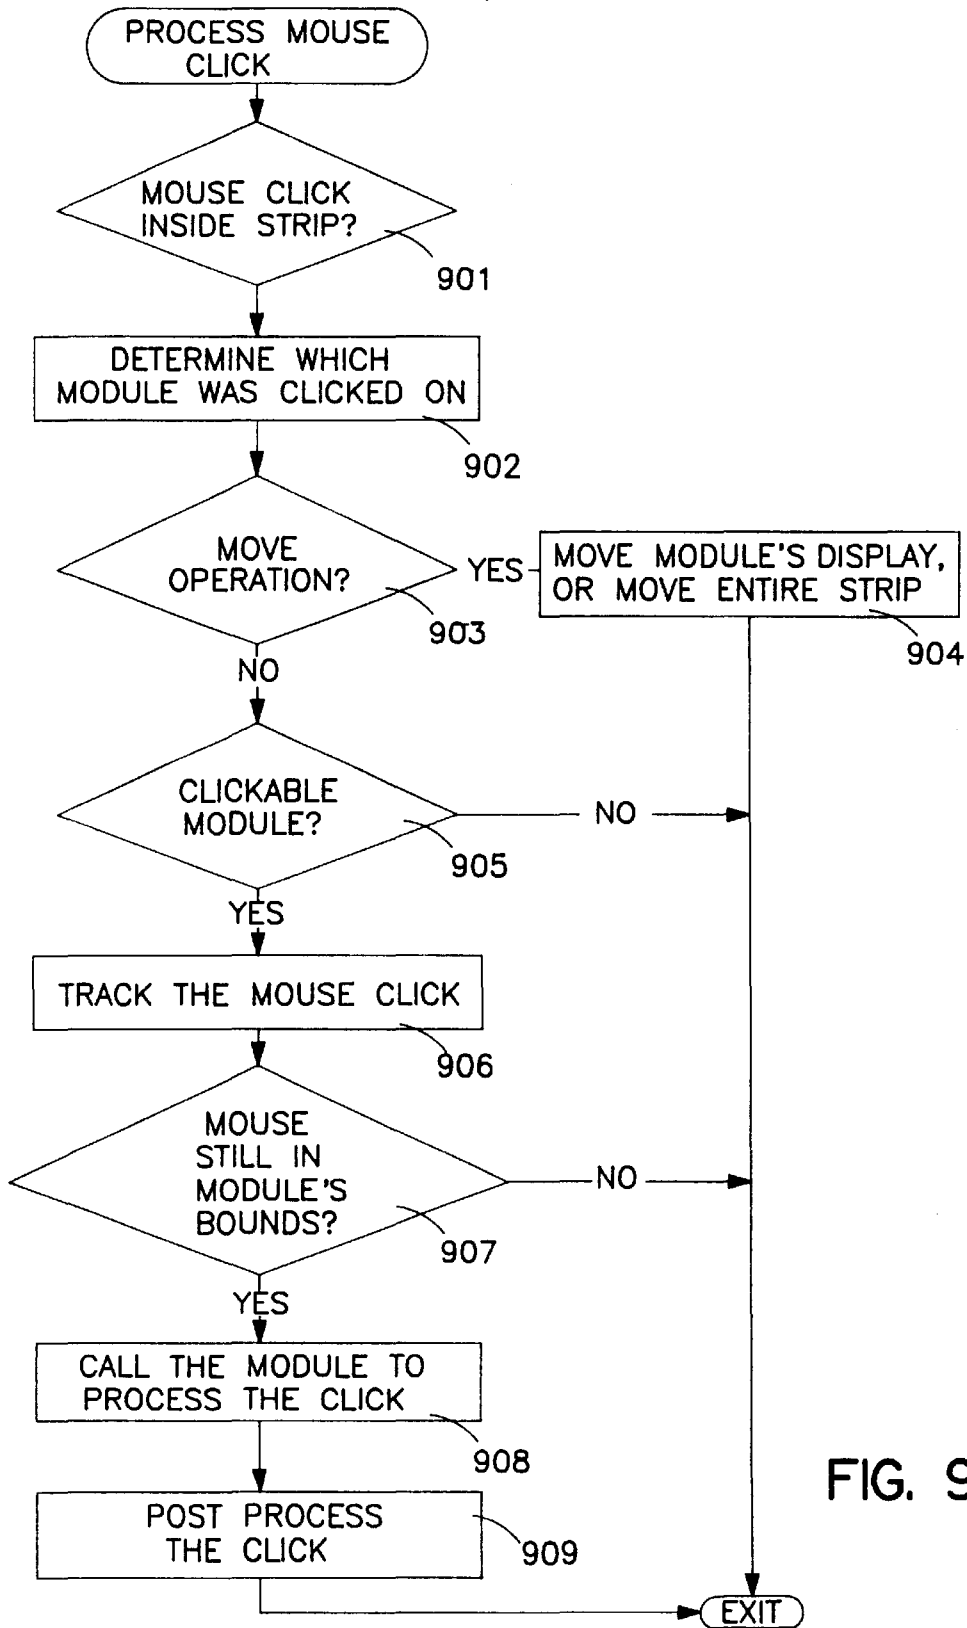 PROCESS MOUSE
CLICK
MOUSE CLICK
INSIDE STRIP?
901
DETERMINE WHICH
MODULE WAS CLICKED ON
902
MOVE
OPERATION?
903
YES
MOVE MODULE'S DISPLAY,
OR MOVE ENTIRE STRIP
904
NO
CLICKABLE
MODULE?
905
NO
YES
TRACK THE MOUSE CLICK
906
MOUSE
STILL IN
MODULE'S
BOUNDS?
907
NO
YES
CALL THE MODULE TO
PROCESS THE CLICK
908
POST PROCESS
THE CLICK
909
FIG. 9
EXIT